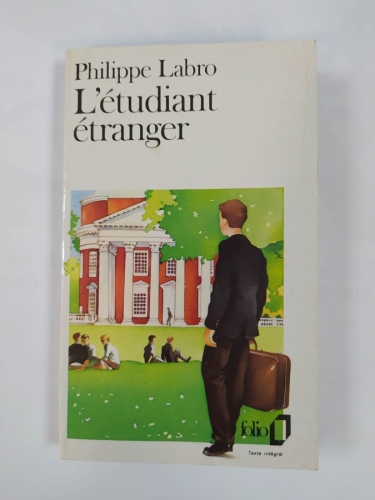 Philippe Labro
L'étudiant
étranger
folio
Texte intégral